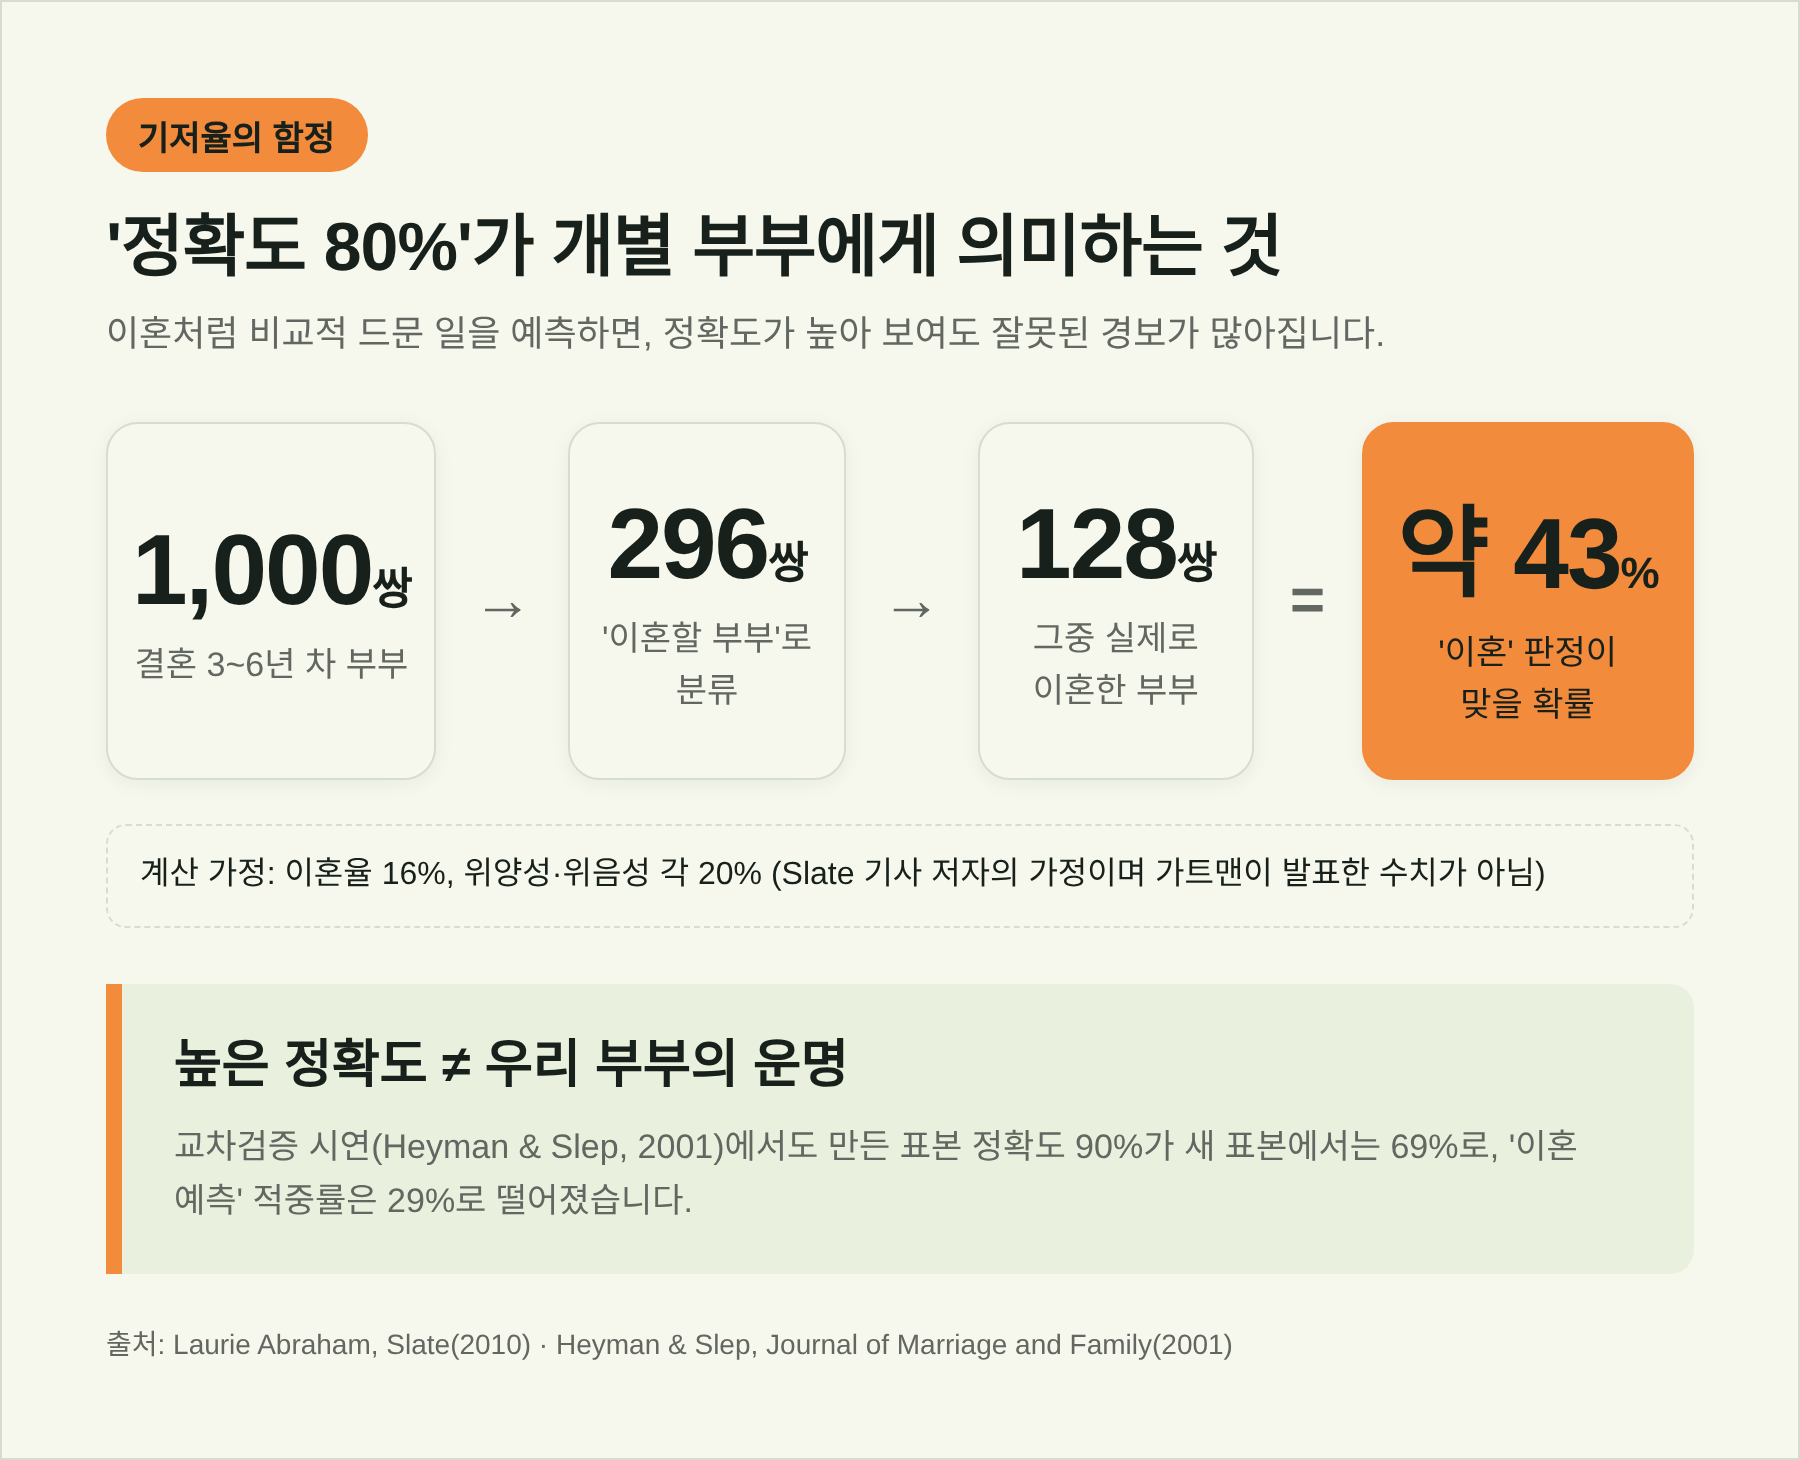 기저율의 함정
'정확도 80%'가 개별 부부에게 의미하는 것
이혼처럼 비교적 드문 일을 예측하면, 정확도가 높아 보여도 잘못된 경보가 많아집니다.
1,000쌍
결혼 3~6년 차 부부
→
296쌍
'이혼할 부부'로
분류
→
128쌍
그중 실제로
이혼한 부부
=
약 43%
'이혼' 판정이
맞을 확률
계산 가정: 이혼율 16%, 위양성·위음성 각 20% (Slate 기사 저자의 가정이며 가트맨이 발표한 수치가 아님)
높은 정확도 ≠ 우리 부부의 운명
교차검증 시연(Heyman & Slep, 2001)에서도 만든 표본 정확도 90%가 새 표본에서는 69%로, '이혼
예측' 적중률은 29%로 떨어졌습니다.
출처: Laurie Abraham, Slate(2010) · Heyman & Slep, Journal of Marriage and Family(2001)